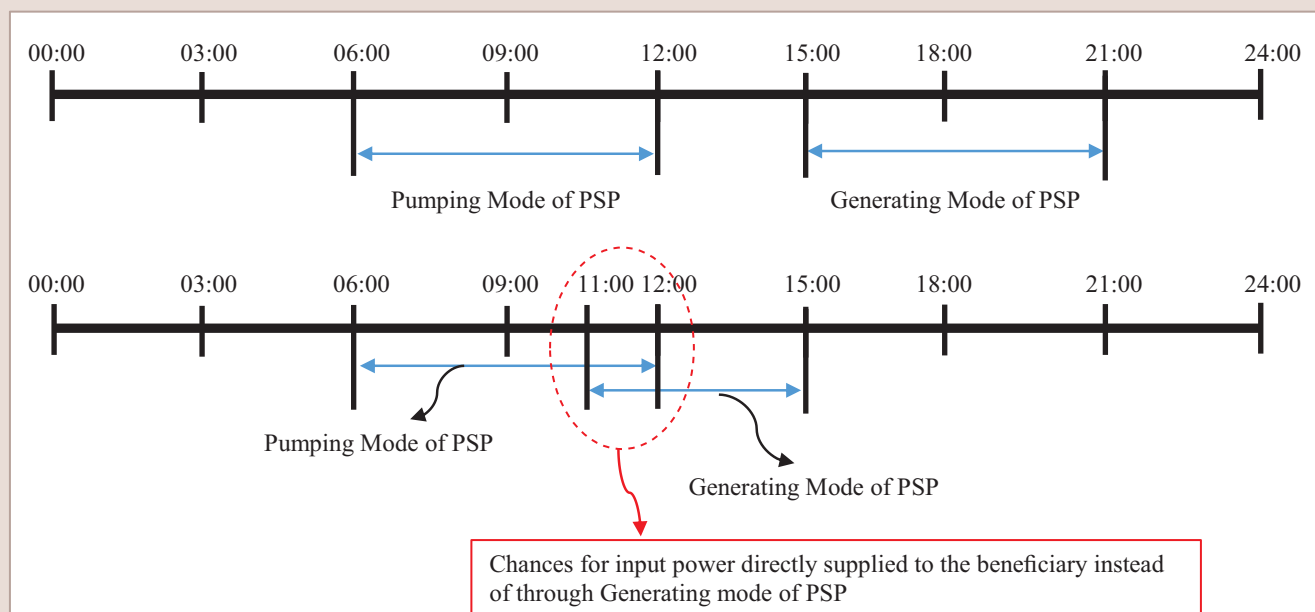 00:00 03:00 06:00 09:00 12:00 15:00 18:00 21:00 24:00
Pumping Mode of PSP Generating Mode of PSP
00:00 03:00 06:00 09:00 11:00 12:00 15:00 18:00 21:00 24:00
Pumping Mode of PSP
Generating Mode of PSP
Chances for input power directly supplied to the beneficiary instead
of through Generating mode of PSP